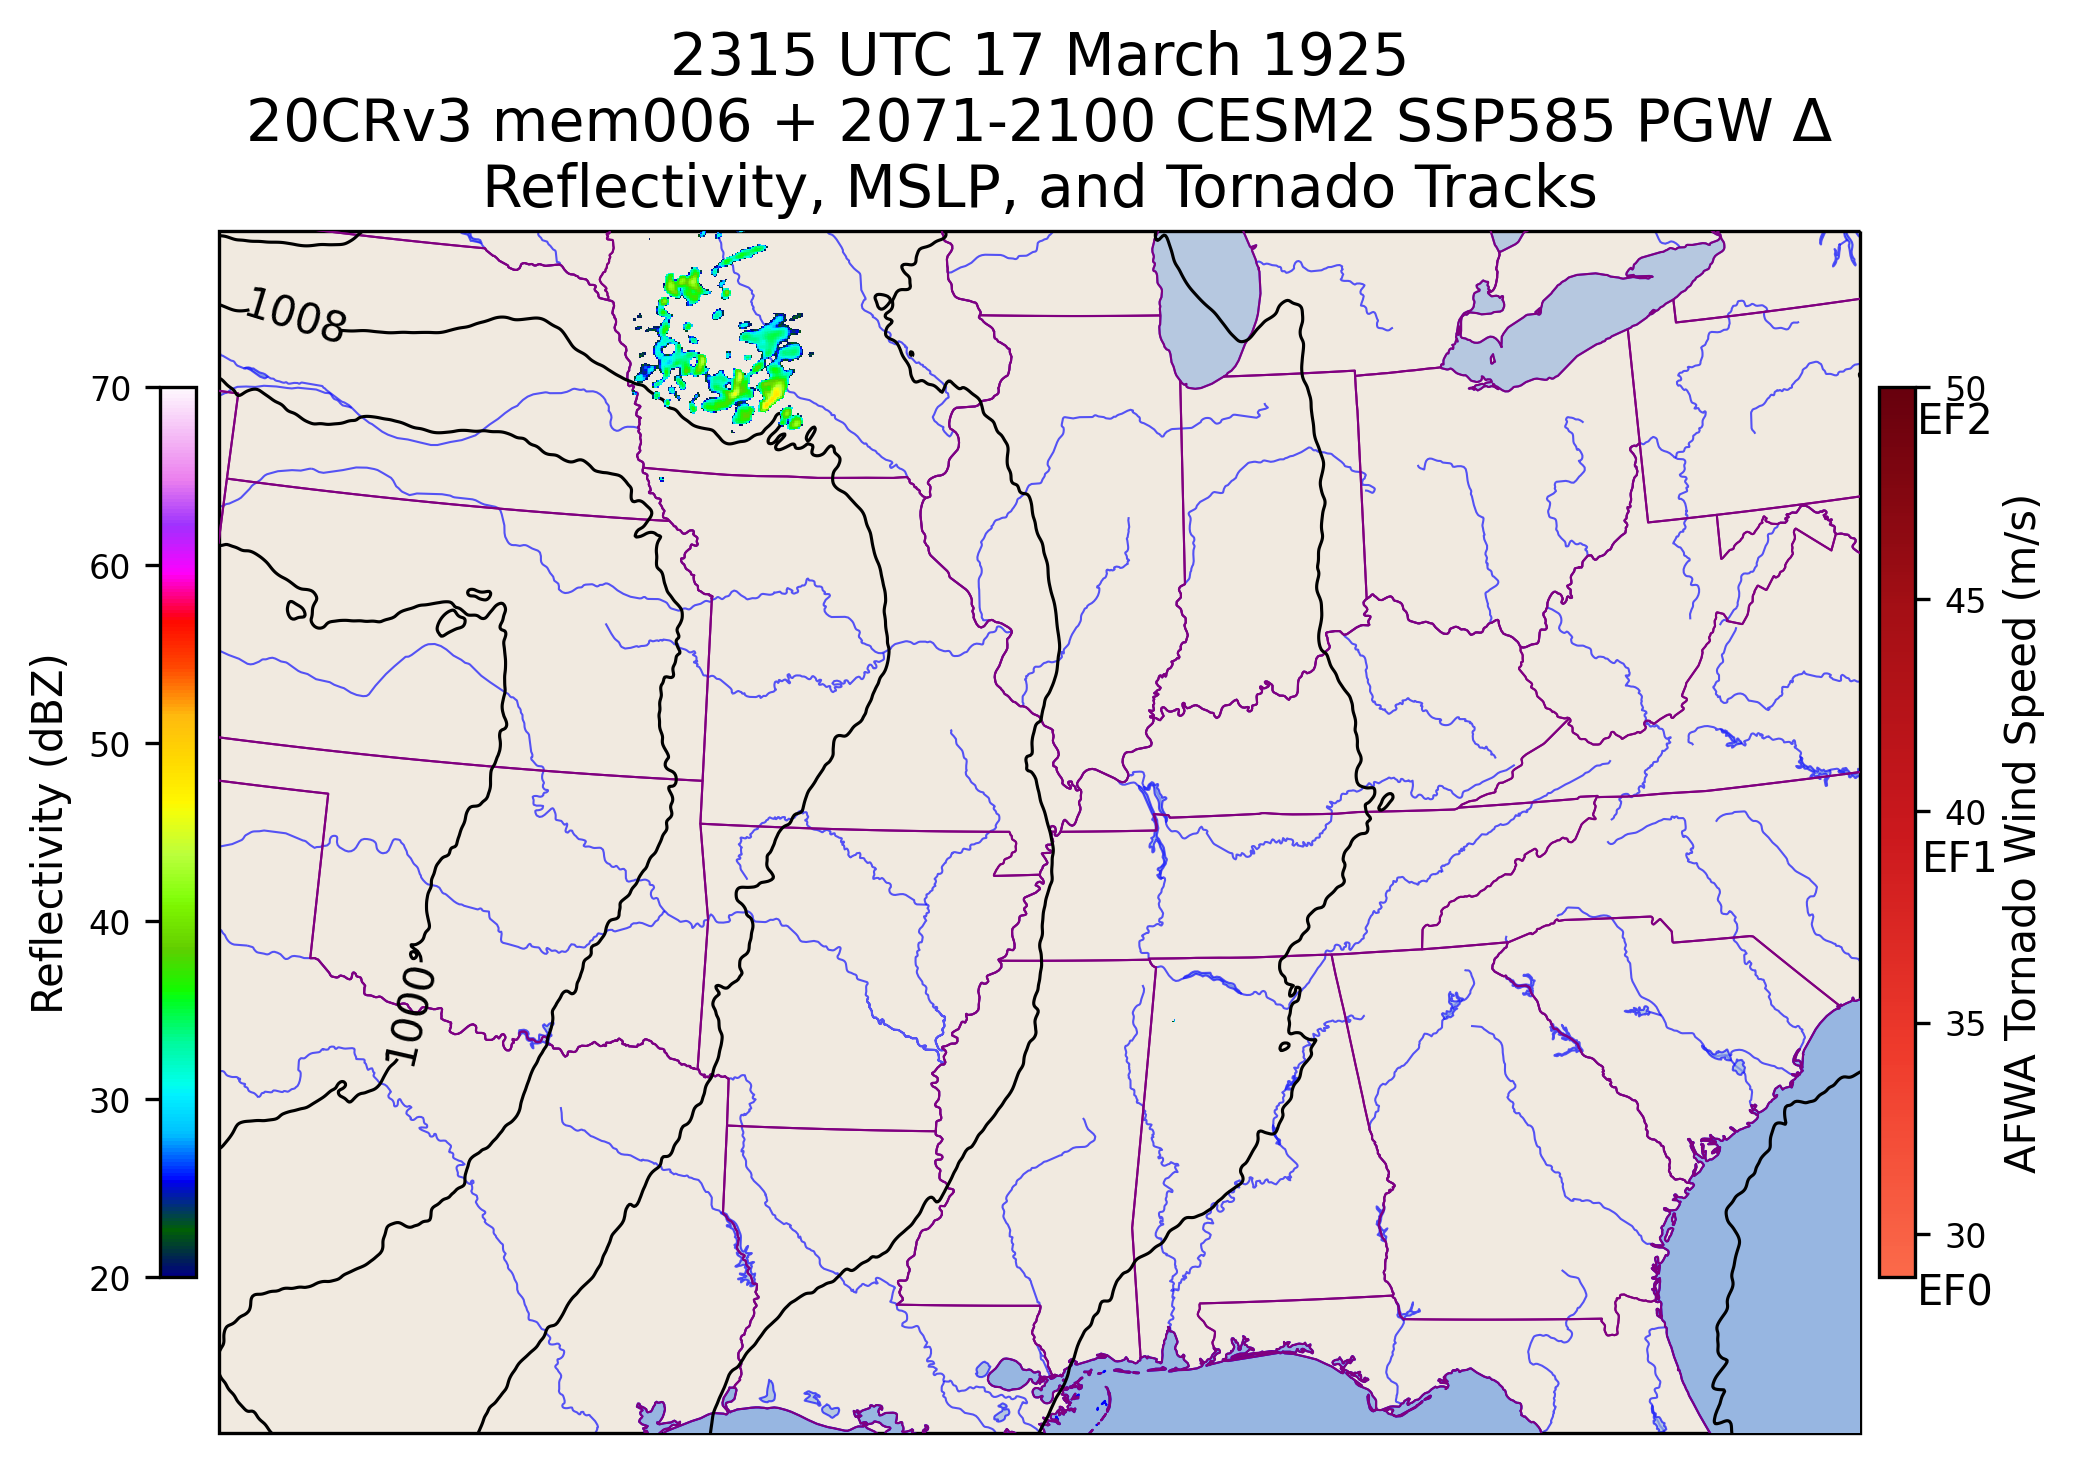 2315 UTC 17 March 1925
20CRv3 mem006 + 2071-2100 CESM2 SSP585 PGW Δ
Reflectivity, MSLP, and Tornado Tracks
1008
1000
Reflectivity (dBZ)
70
60
50
40
30
20
50
EF2
45
40
EF1
35
30
EF0
AFWA Tornado Wind Speed (m/s)